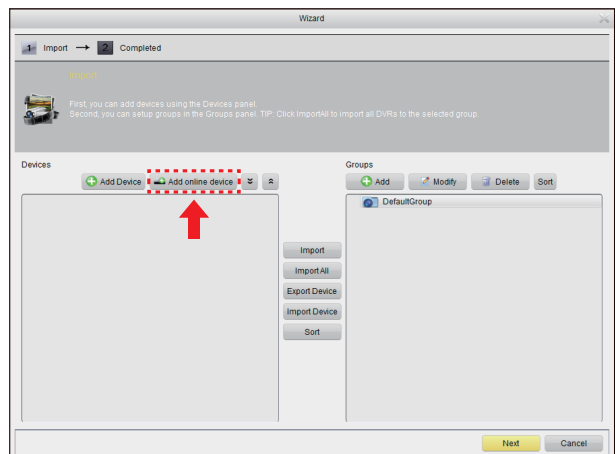 Wizard
1 Import → 2 Completed
Import
First, you can add devices using the Devices panel.
Second, you can setup groups in the Groups panel. TIP: Click ImportAll to import all DVRs to the selected group.
Devices
Add Device
Add online device
Groups
Add
Modify
Delete
Sort
DefaultGroup
Import
Import All
Export Device
Import Device
Sort
Next
Cancel